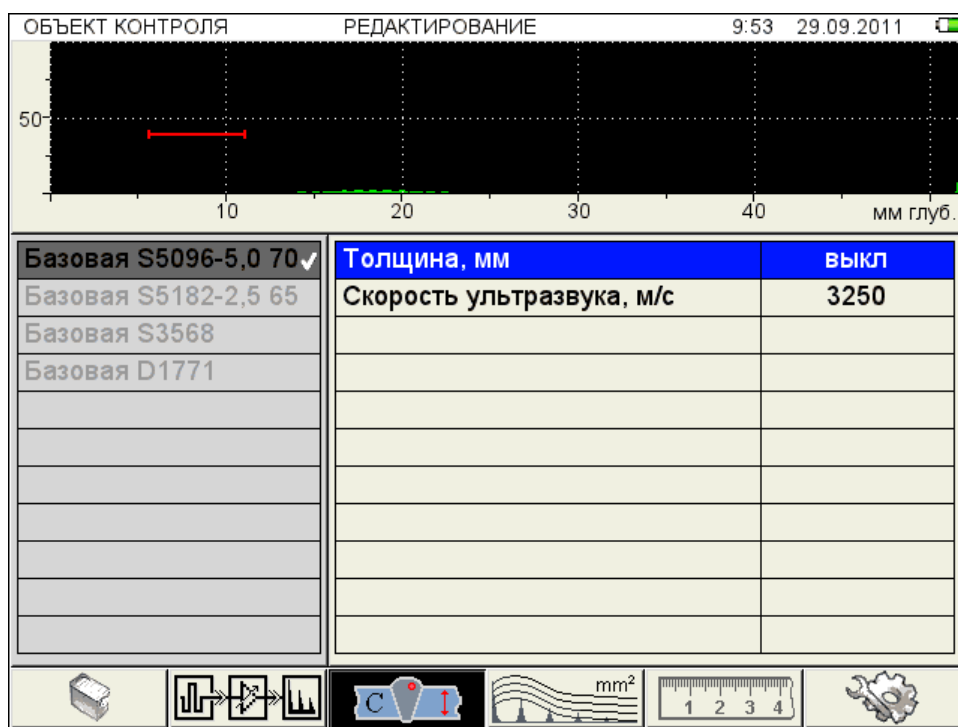 ОБЪЕКТ КОНТРОЛЯ РЕДАКТИРОВАНИЕ 9:53 29.09.2011
50
10 20 30 40 мм глуб.
Базовая S5096-5,0 70 Толщина, мм выкл
Базовая S5182-2,5 65 Скорость ультразвука, м/с 3250
Базовая S3568
Базовая D1771
C mm² 1 2 3 4